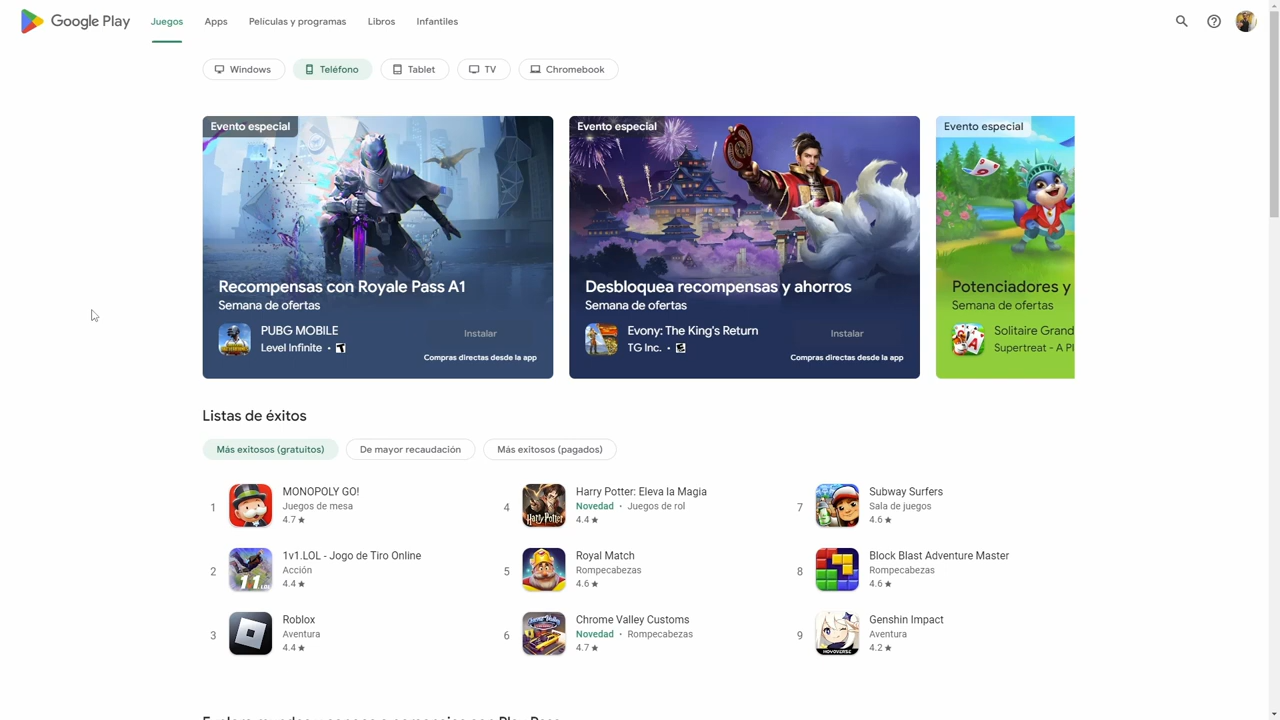 Google Play
Juegos
Apps
Películas y programas
Libros
Infantiles
Windows
Teléfono
Tablet
TV
Chromebook
Evento especial
Recompensas con Royale Pass A1
Semana de ofertas
PUBG MOBILE
Level Infinite •
Instalar
Compras directas desde la app
Evento especial
Desbloquea recompensas y ahorros
Semana de ofertas
Evony: The King's Return
TG Inc. •
Instalar
Compras directas desde la app
Evento especial
Potenciadores y
Semana de ofertas
Solitaire Grand
Supertreat - A Pl
Listas de éxitos
Más exitosos (gratuitos)
De mayor recaudación
Más exitosos (pagados)
1
MONOPOLY GO!
Juegos de mesa
4.7★
2
1v1.LOL - Jogo de Tiro Online
Acción
4.4★
3
Roblox
Aventura
4.4★
4
Harry Potter: Eleva la Magia
Novedad • Juegos de rol
4.4★
5
Royal Match
Rompecabezas
4.6★
6
Chrome Valley Customs
Novedad • Rompecabezas
4.7★
7
Subway Surfers
Sala de juegos
4.6★
8
Block Blast Adventure Master
Rompecabezas
4.6★
9
Genshin Impact
Aventura
4.2★